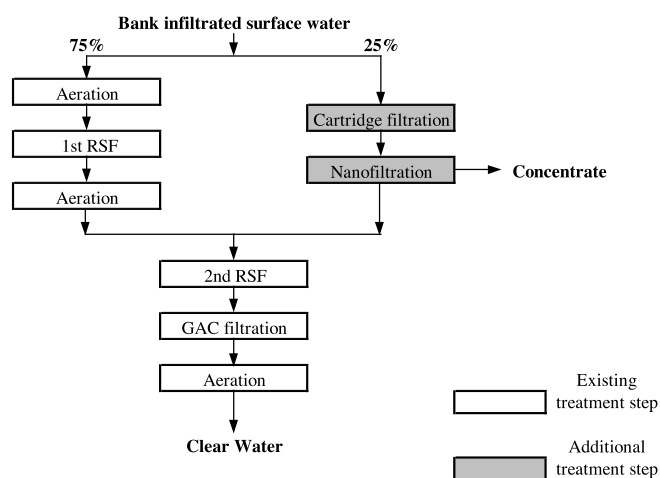 Bank infiltrated surface water
75%
25%
Aeration
Cartridge filtration
1st RSF
Nanofiltration
Concentrate
Aeration
2nd RSF
GAC filtration
Aeration
Clear Water
Existing
treatment step
Additional
treatment step